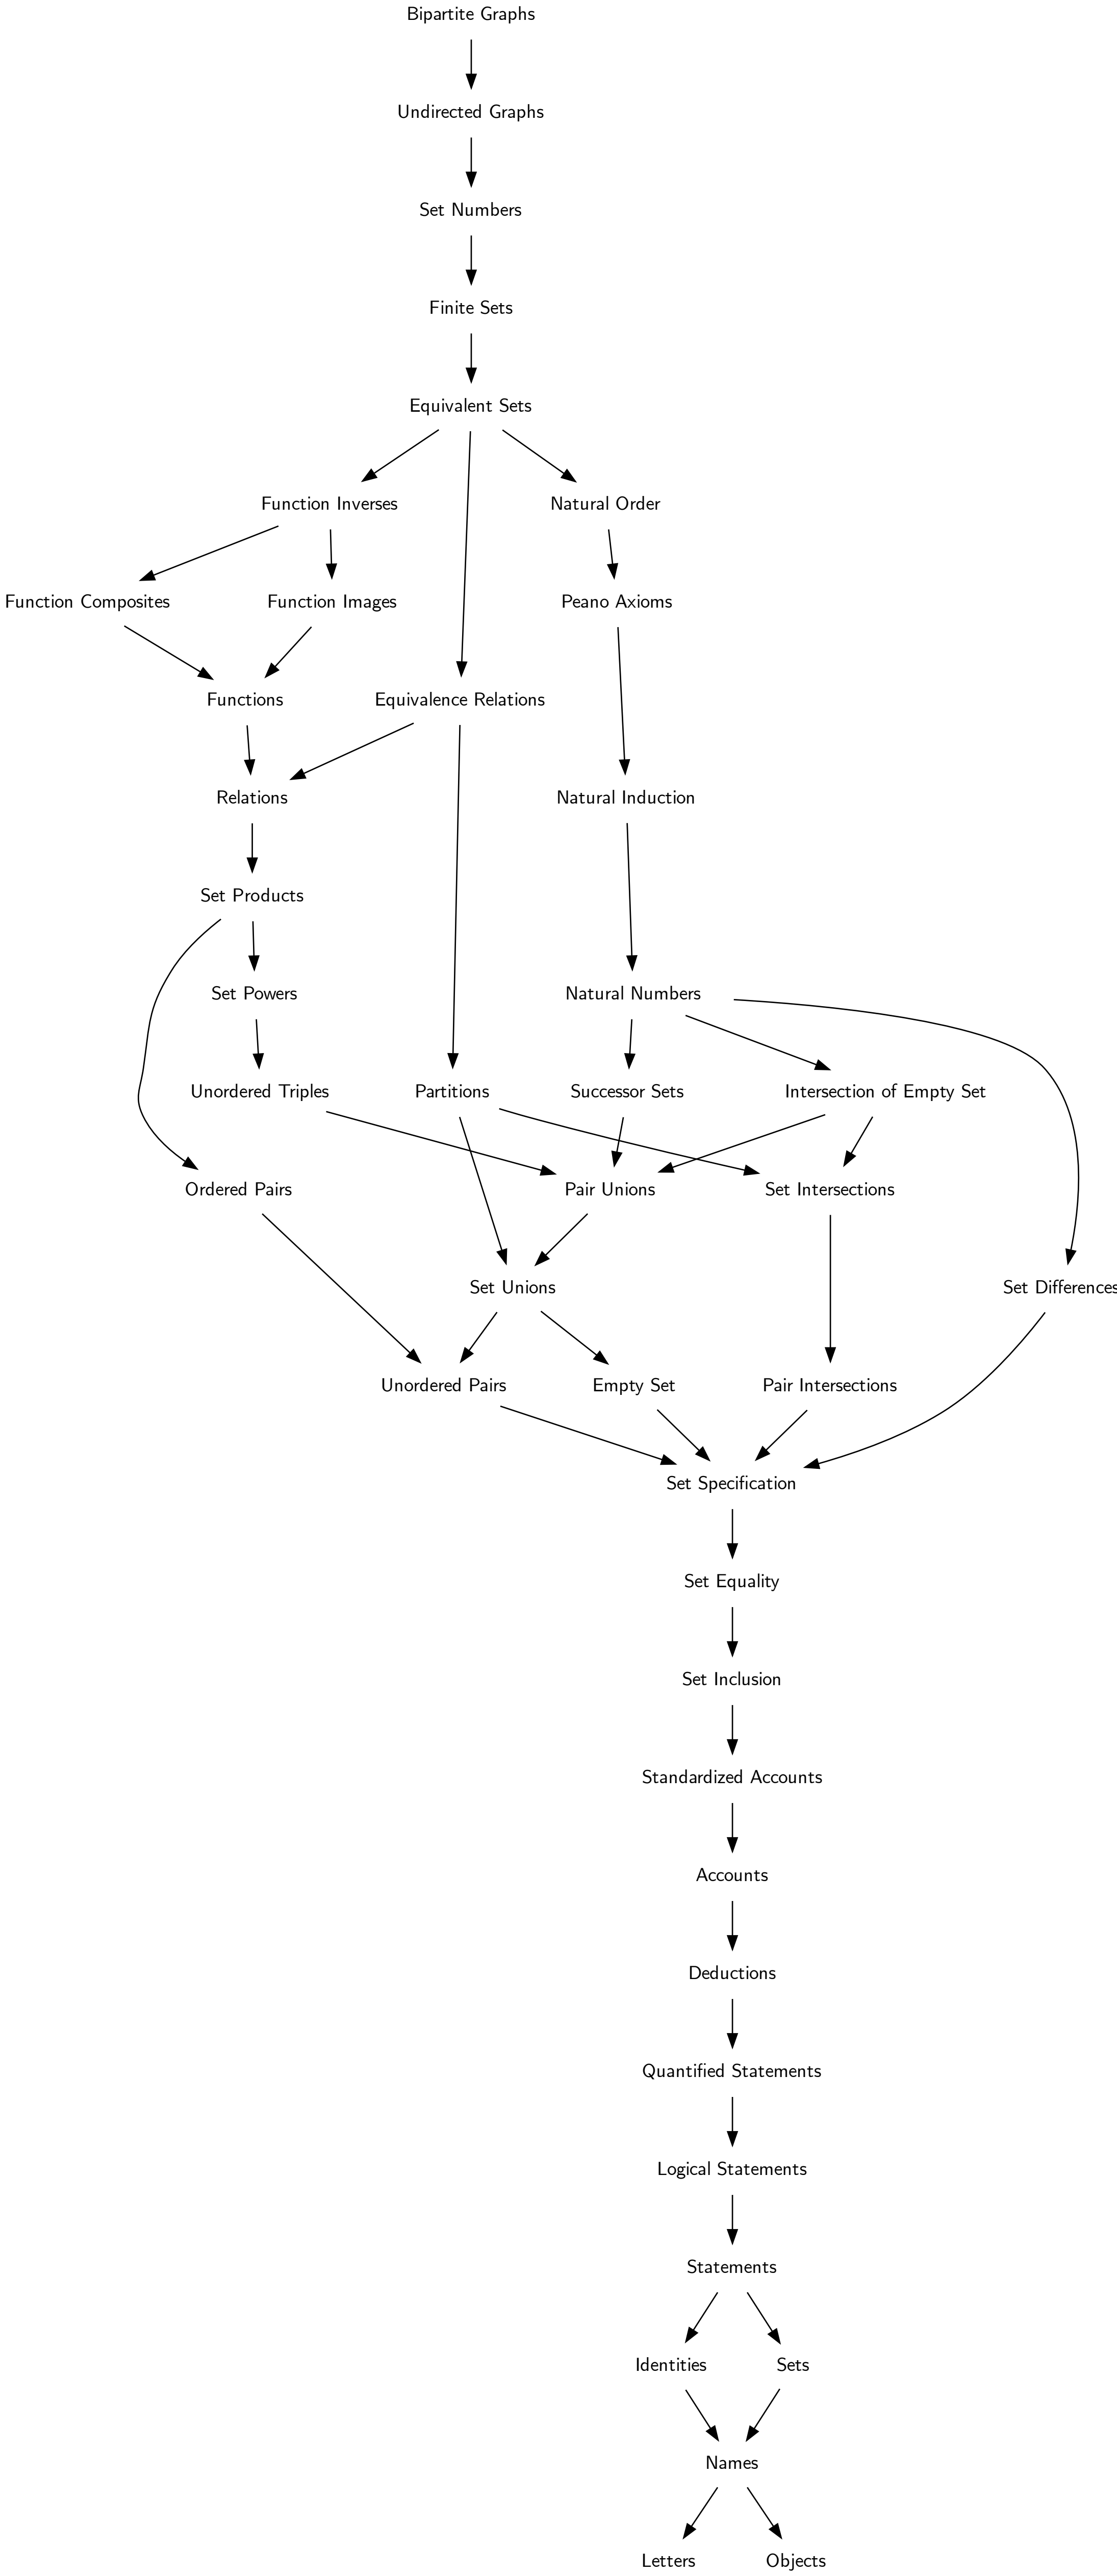 Bipartite Graphs
Undirected Graphs
Set Numbers
Finite Sets
Equivalent Sets
Function Inverses
Natural Order
Function Composites
Function Images
Peano Axioms
Functions
Equivalence Relations
Relations
Natural Induction
Set Products
Set Powers
Natural Numbers
Unordered Triples
Partitions
Successor Sets
Intersection of Empty Set
Ordered Pairs
Pair Unions
Set Intersections
Set Unions
Set Differences
Unordered Pairs
Empty Set
Pair Intersections
Set Specification
Set Equality
Set Inclusion
Standardized Accounts
Accounts
Deductions
Quantified Statements
Logical Statements
Statements
Identities
Sets
Names
Letters
Objects